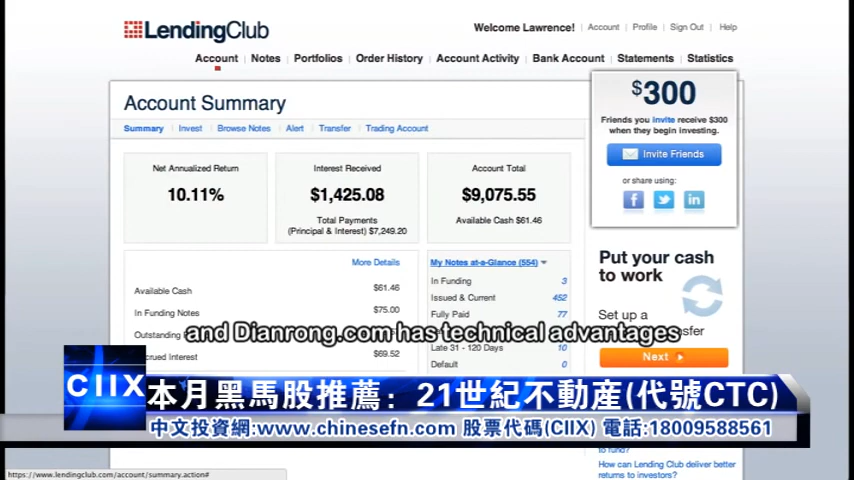 LendingClub
Welcome Lawrence! Account Profile Sign Out Help
Account Notes Portfolios Order History Account Activity Bank Account Statements Statistics
Account Summary
Summary Invest Browse Notes Alert Transfer Trading Account
$300
Friends you invite receive $300
when they begin investing.
Invite Friends
or share using:
Net Annualized Return
10.11%
Interest Received
$1,425.08
Total Payments
(Principal & Interest) $7,249.20
Account Total
$9,075.55
Available Cash $61.46
More Details
Available Cash $61.46
In Funding Notes $75.00
Outstanding
Accrued Interest $69.52
My Notes at-a-Glance (554)
In Funding 3
Issued & Current 452
Fully Paid 77
Late 31 - 120 Days 10
Default 0
Put your cash
to work
Set up a
Next
and Dianrong.com has technical advantages
CIIX
本月黑馬股推薦: 21世紀不動産(代號CTC)
中文投資網:www.chinesefn.com 股票代碼(CIIX) 電話:18009588561
to fund?
How can Lending Club deliver better
returns to investors?
https://www.lendingclub.com/account/summary.action#